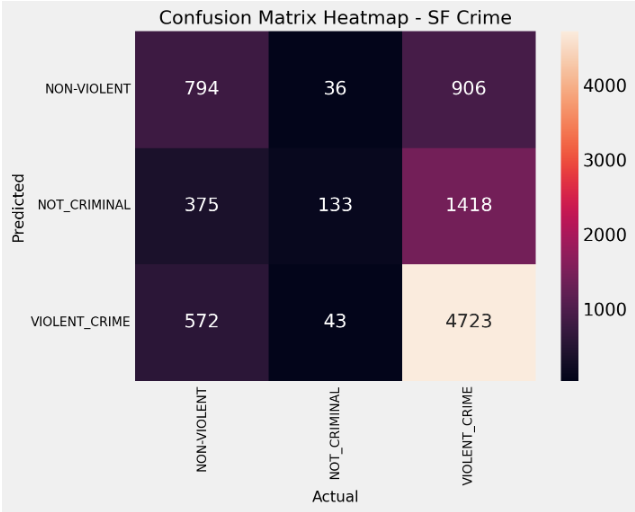 Confusion Matrix Heatmap - SF Crime
NON-VIOLENT 794 36 906
NOT_CRIMINAL 375 133 1418
VIOLENT_CRIME 572 43 4723
Predicted
NON-VIOLENT
NOT_CRIMINAL
VIOLENT_CRIME
Actual
4000
3000
2000
1000